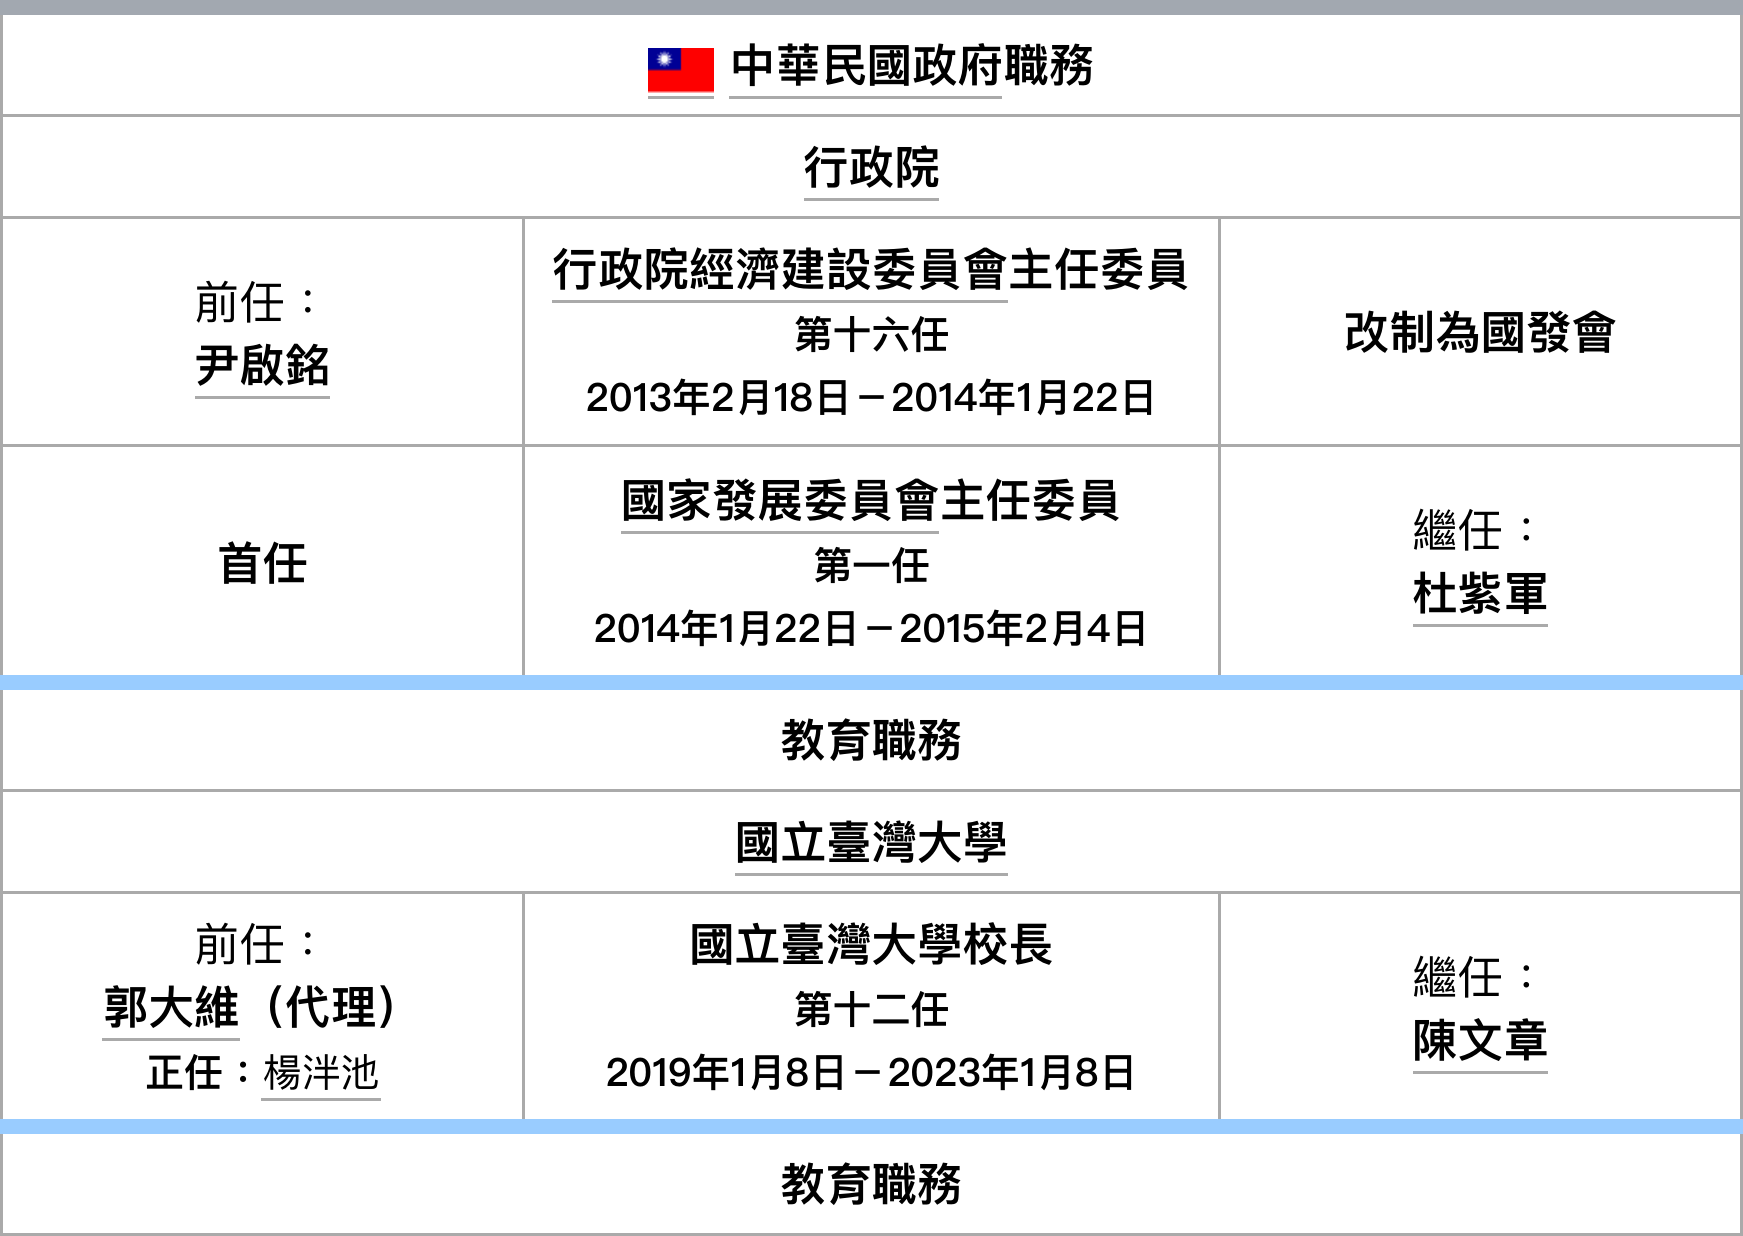 中華民國政府職務
行政院
前任：
尹啟銘
行政院經濟建設委員會主任委員
第十六任
2013年2月18日－2014年1月22日
改制為國發會
首任
國家發展委員會主任委員
第一任
2014年1月22日－2015年2月4日
繼任：
杜紫軍
教育職務
國立臺灣大學
前任：
郭大維（代理）
正任：楊泮池
國立臺灣大學校長
第十二任
2019年1月8日－2023年1月8日
繼任：
陳文章
教育職務